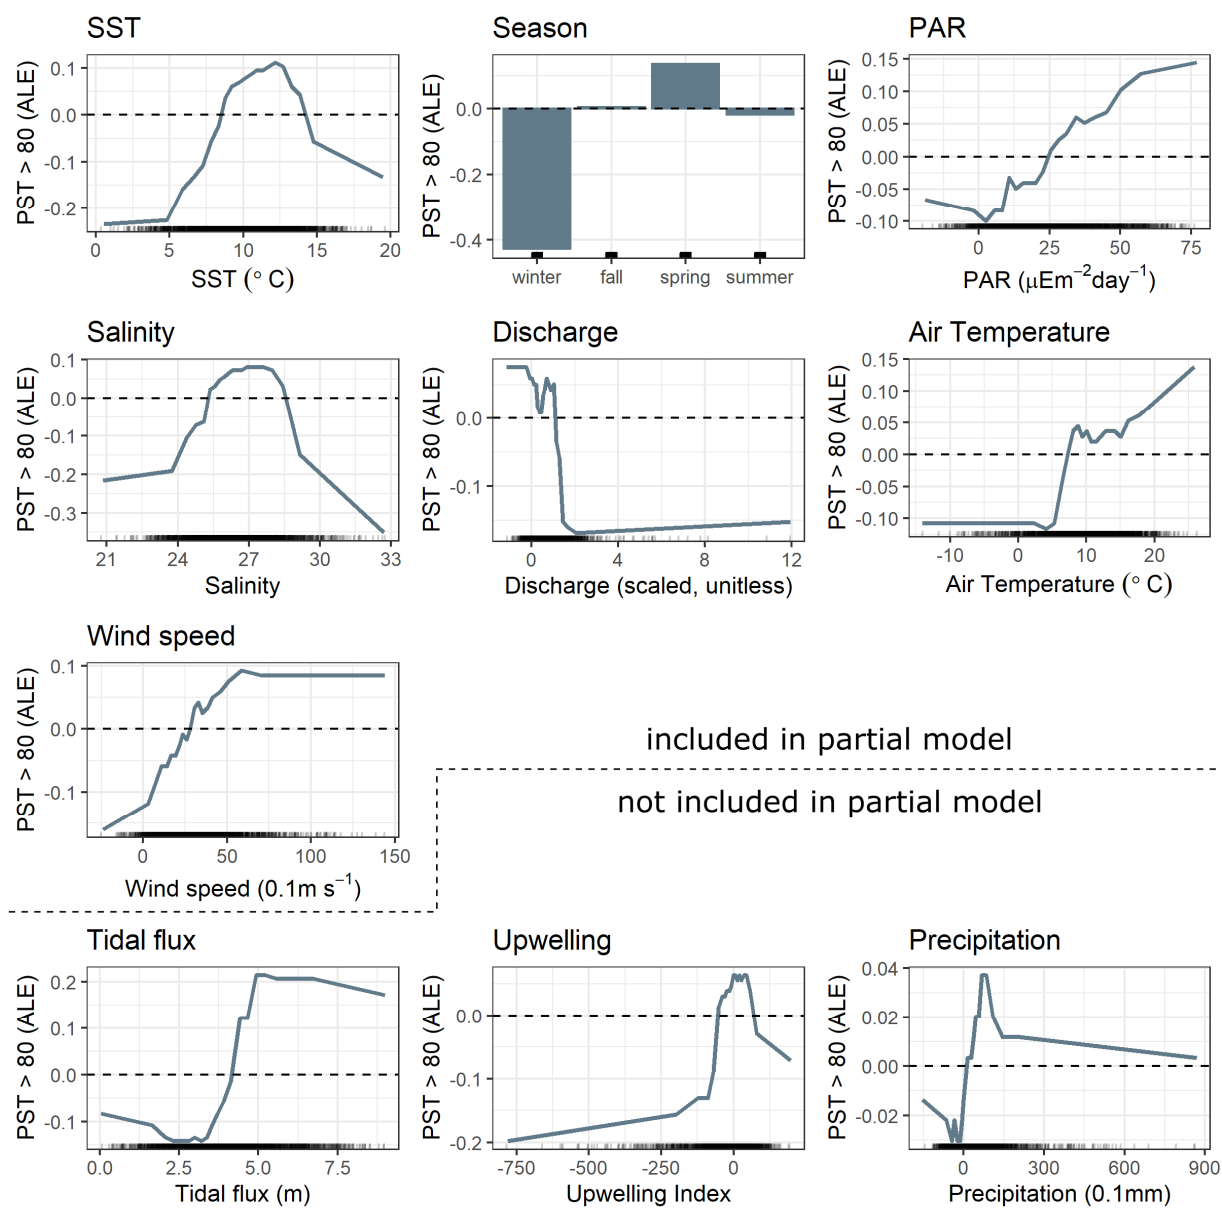 SST
PST > 80 (ALE)
0.1
0.0
-0.1
-0.2
0 5 10 15 20
SST (° C)
Season
PST > 80 (ALE)
0.0
-0.2
-0.4
winter fall spring summer
PAR
PST > 80 (ALE)
0.15
0.10
0.05
0.00
-0.05
-0.10
0 25 50 75
PAR (μEm⁻²day⁻¹)
Salinity
PST > 80 (ALE)
0.1
0.0
-0.1
-0.2
-0.3
21 24 27 30 33
Salinity
Discharge
PST > 80 (ALE)
0.0
-0.1
0 4 8 12
Discharge (scaled, unitless)
Air Temperature
PST > 80 (ALE)
0.15
0.10
0.05
0.00
-0.05
-0.10
-10 0 10 20
Air Temperature (° C)
Wind speed
PST > 80 (ALE)
0.1
0.0
-0.1
0 50 100 150
Wind speed (0.1m s⁻¹)
included in partial model
not included in partial model
Tidal flux
PST > 80 (ALE)
0.2
0.1
0.0
-0.1
0.0 2.5 5.0 7.5
Tidal flux (m)
Upwelling
PST > 80 (ALE)
0.0
-0.1
-0.2
-750 -500 -250 0
Upwelling Index
Precipitation
PST > 80 (ALE)
0.04
0.02
0.00
-0.02
0 300 600 900
Precipitation (0.1mm)